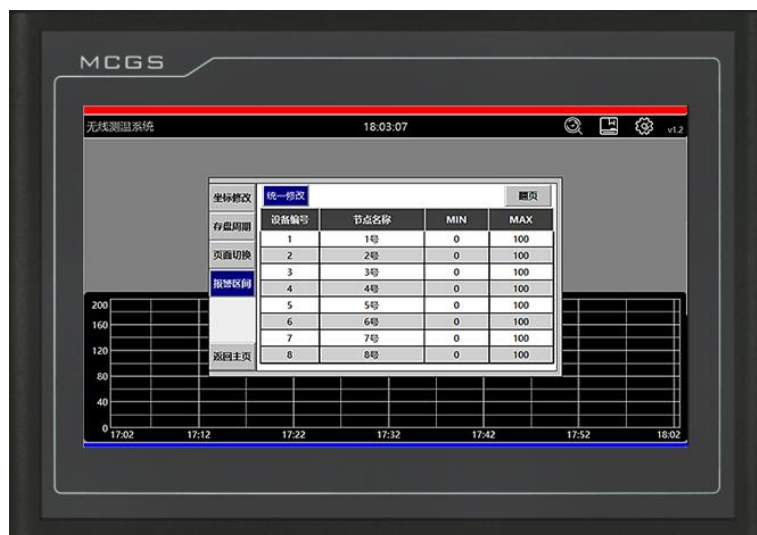 MCGS
无线测温系统 18:03:07 v1.2
坐标修改 统一修改 翻页
存盘周期 设备编号 节点名称 MIN MAX
1 1号 0 100
页面切换 2 2号 0 100
3 3号 0 100
报警区间 4 4号 0 100
5 5号 0 100
6 6号 0 100
7 7号 0 100
返回主页 8 8号 0 100
200
160
120
80
40
0
17:02 17:12 17:22 17:32 17:42 17:52 18:02